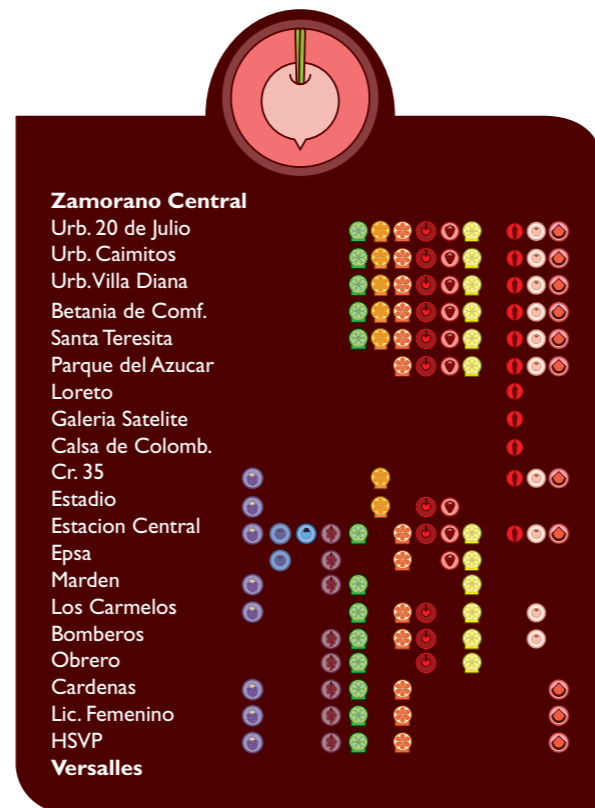 Zamorano Central
Urb. 20 de Julio
Urb. Caimitos
Urb. Villa Diana
Betania de Comf.
Santa Teresita
Parque del Azucar
Loreto
Galeria Satelite
Calsa de Colomb.
Cr. 35
Estadio
Estacion Central
Epsa
Marden
Los Carmelos
Bomberos
Obrero
Cardenas
Lic. Femenino
HSVP
Versalles